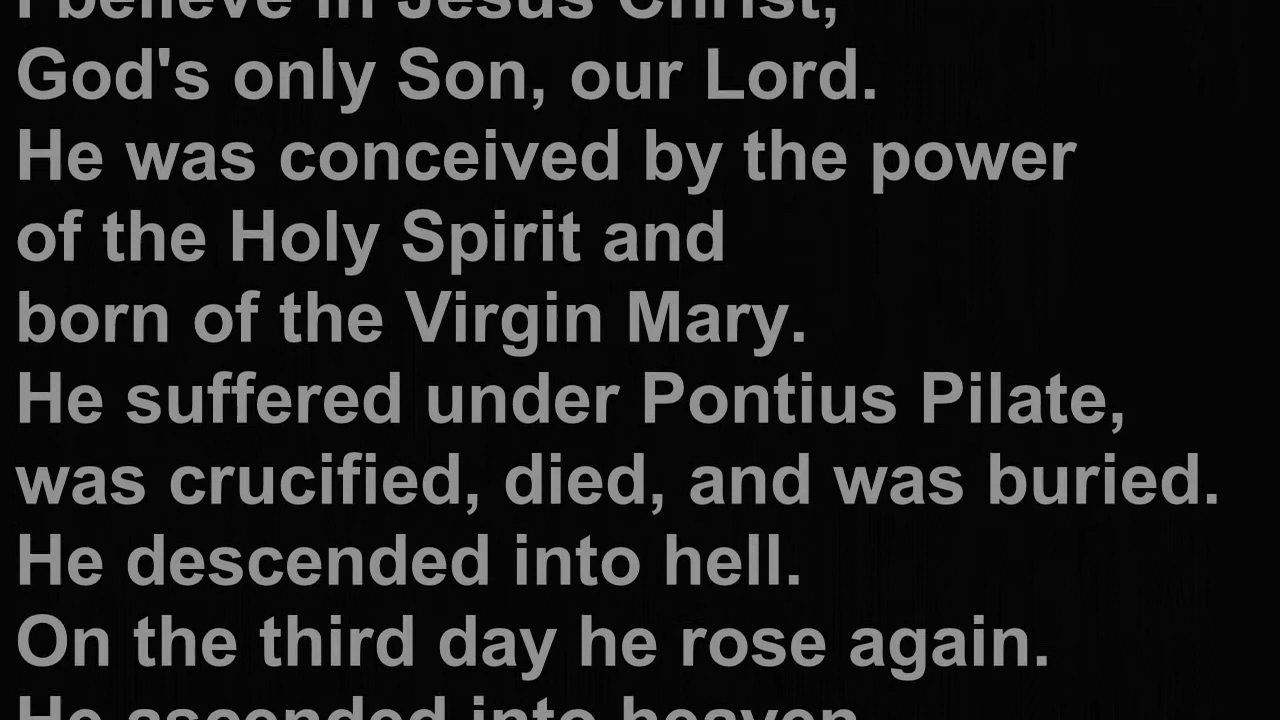 I believe in Jesus Christ,
God's only Son, our Lord.
He was conceived by the power
of the Holy Spirit and
born of the Virgin Mary.
He suffered under Pontius Pilate,
was crucified, died, and was buried.
He descended into hell.
On the third day he rose again.
He ascended into heaven